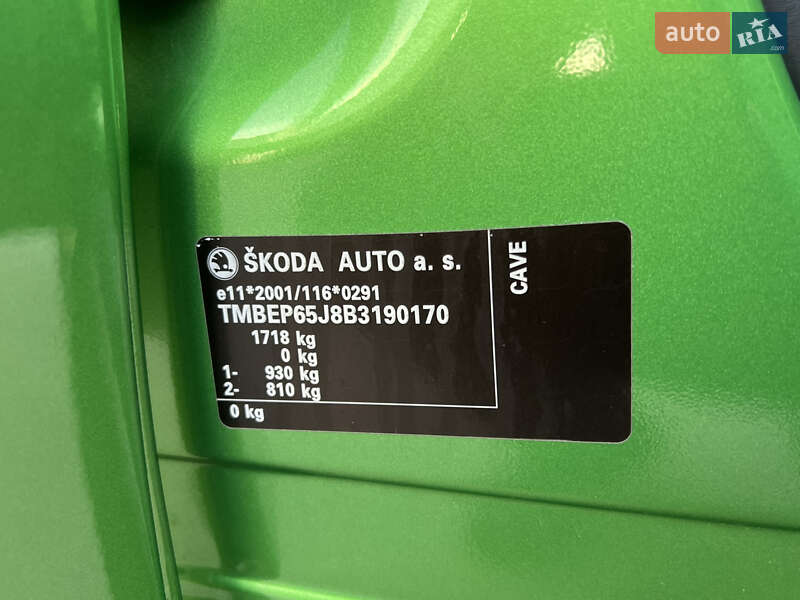 auto RIA.com
ŠKODA AUTO a. s.
e11*2001/116*0291
TMBEP65J8B3190170
1718 kg
0 kg
1- 930 kg
2- 810 kg
0 kg
CAVE